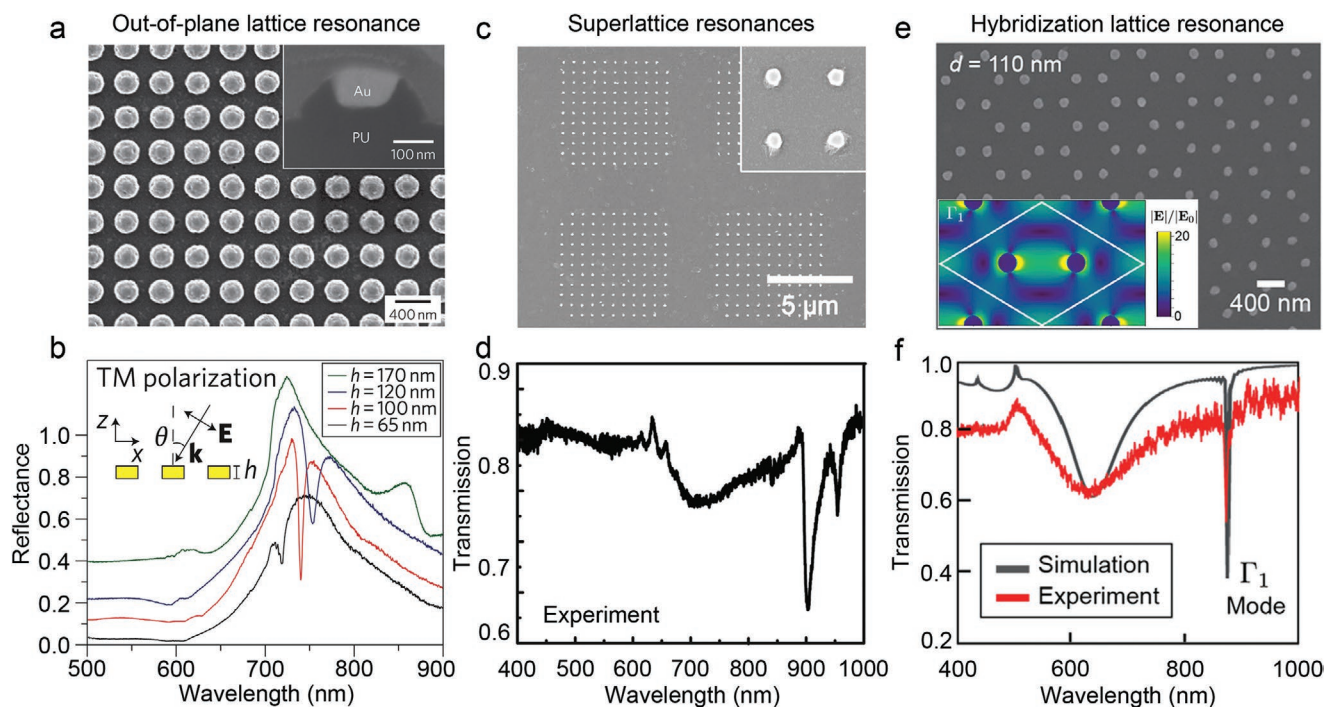 a Out-of-plane lattice resonance
Au
PU
100 nm
400 nm
b
TM polarization
z
x
θ
E
k
h
h = 170 nm
h = 120 nm
h = 100 nm
h = 65 nm
Reflectance
1.0
0.8
0.6
0.4
0.2
0.0
500 600 700 800 900
Wavelength (nm)
c Superlattice resonances
5 μm
d
Transmission
0.9
0.8
0.7
0.6
Experiment
400 500 600 700 800 900 1000
Wavelength (nm)
e Hybridization lattice resonance
d = 110 nm
Γ1
|E|/|E0|
20
0
400 nm
f
Transmission
1.0
0.8
0.6
0.4
0.2
Simulation
Experiment
Γ1
Mode
400 600 800 1000
Wavelength (nm)